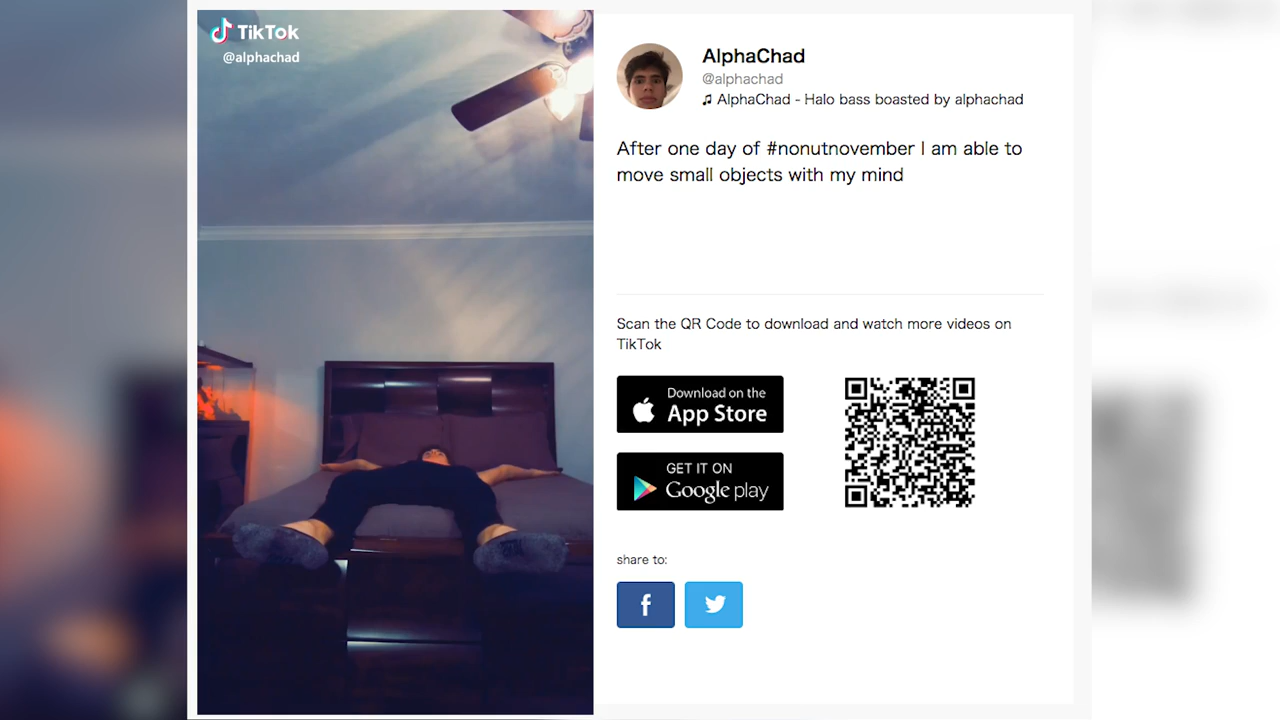 TikTok
@alphachad
AlphaChad
@alphachad
♫ AlphaChad - Halo bass boasted by alphachad
After one day of #nonutnovember I am able to
move small objects with my mind
Scan the QR Code to download and watch more videos on
TikTok
Download on the
App Store
GET IT ON
Google play
share to:
f